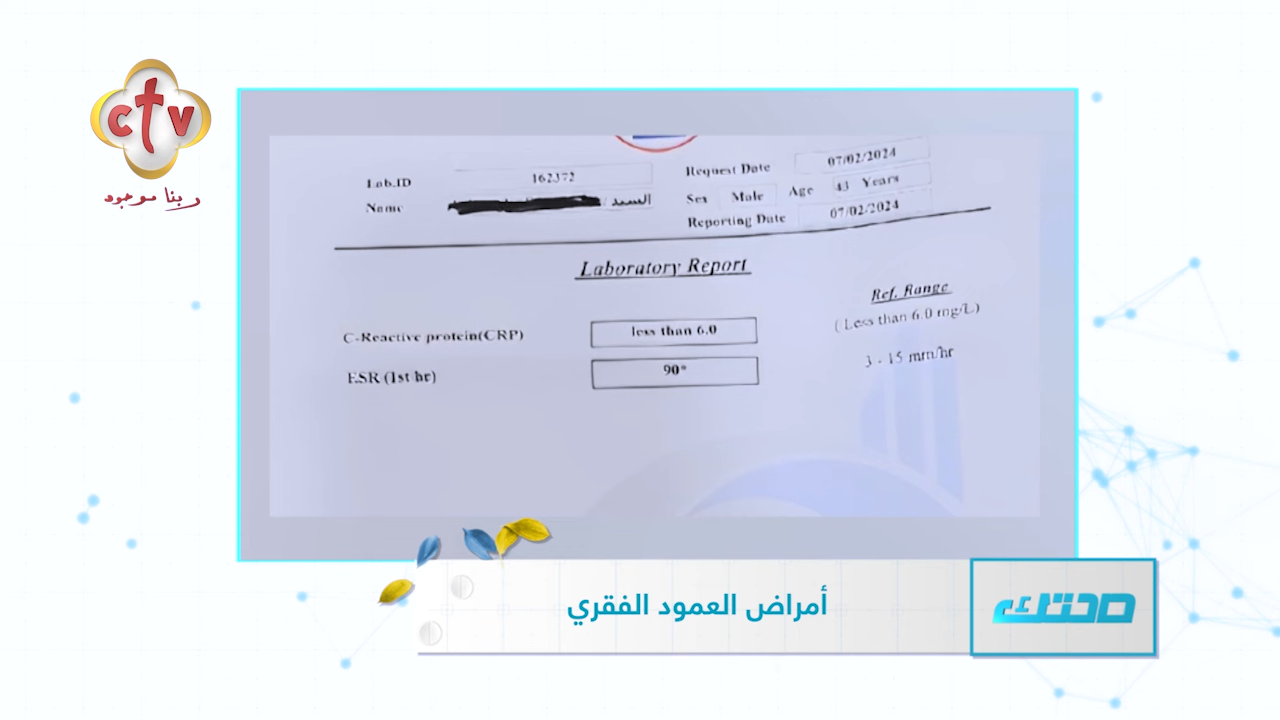 ctv
ربنا موجود
Lab.ID 162372 Request Date 07/02/2024
Name السيد Sex Male Age 43 Years
Reporting Date 07/02/2024
Laboratory Report
Ref. Range
C-Reactive protein(CRP) less than 6.0 (Less than 6.0 mg/L)
ESR (1st hr) 90* 3 - 15 mm/hr
أمراض العمود الفقري
صحتك